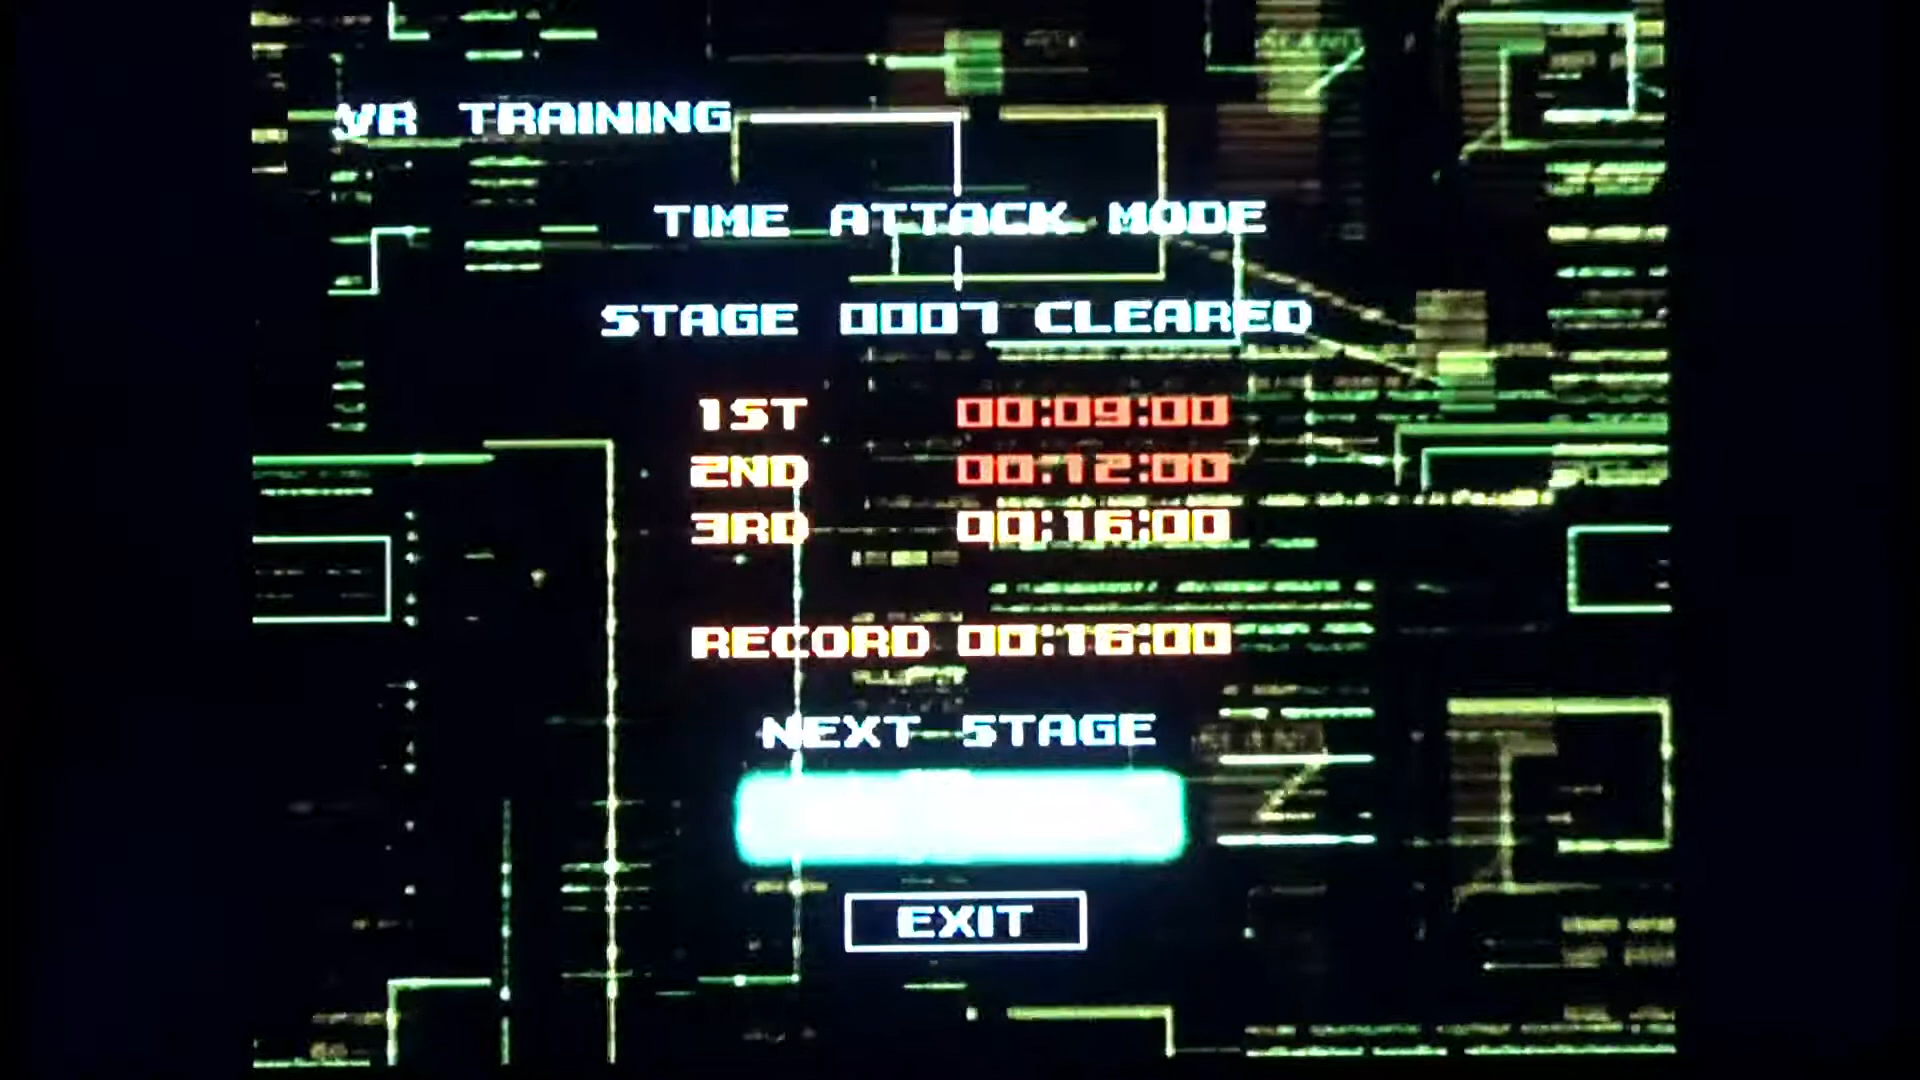 VR TRAINING
TIME ATTACK MODE
STAGE 0007 CLEARED
1ST 00:09:00
2ND 00:12:00
3RD 00:16:00
RECORD 00:16:00
NEXT STAGE
EXIT